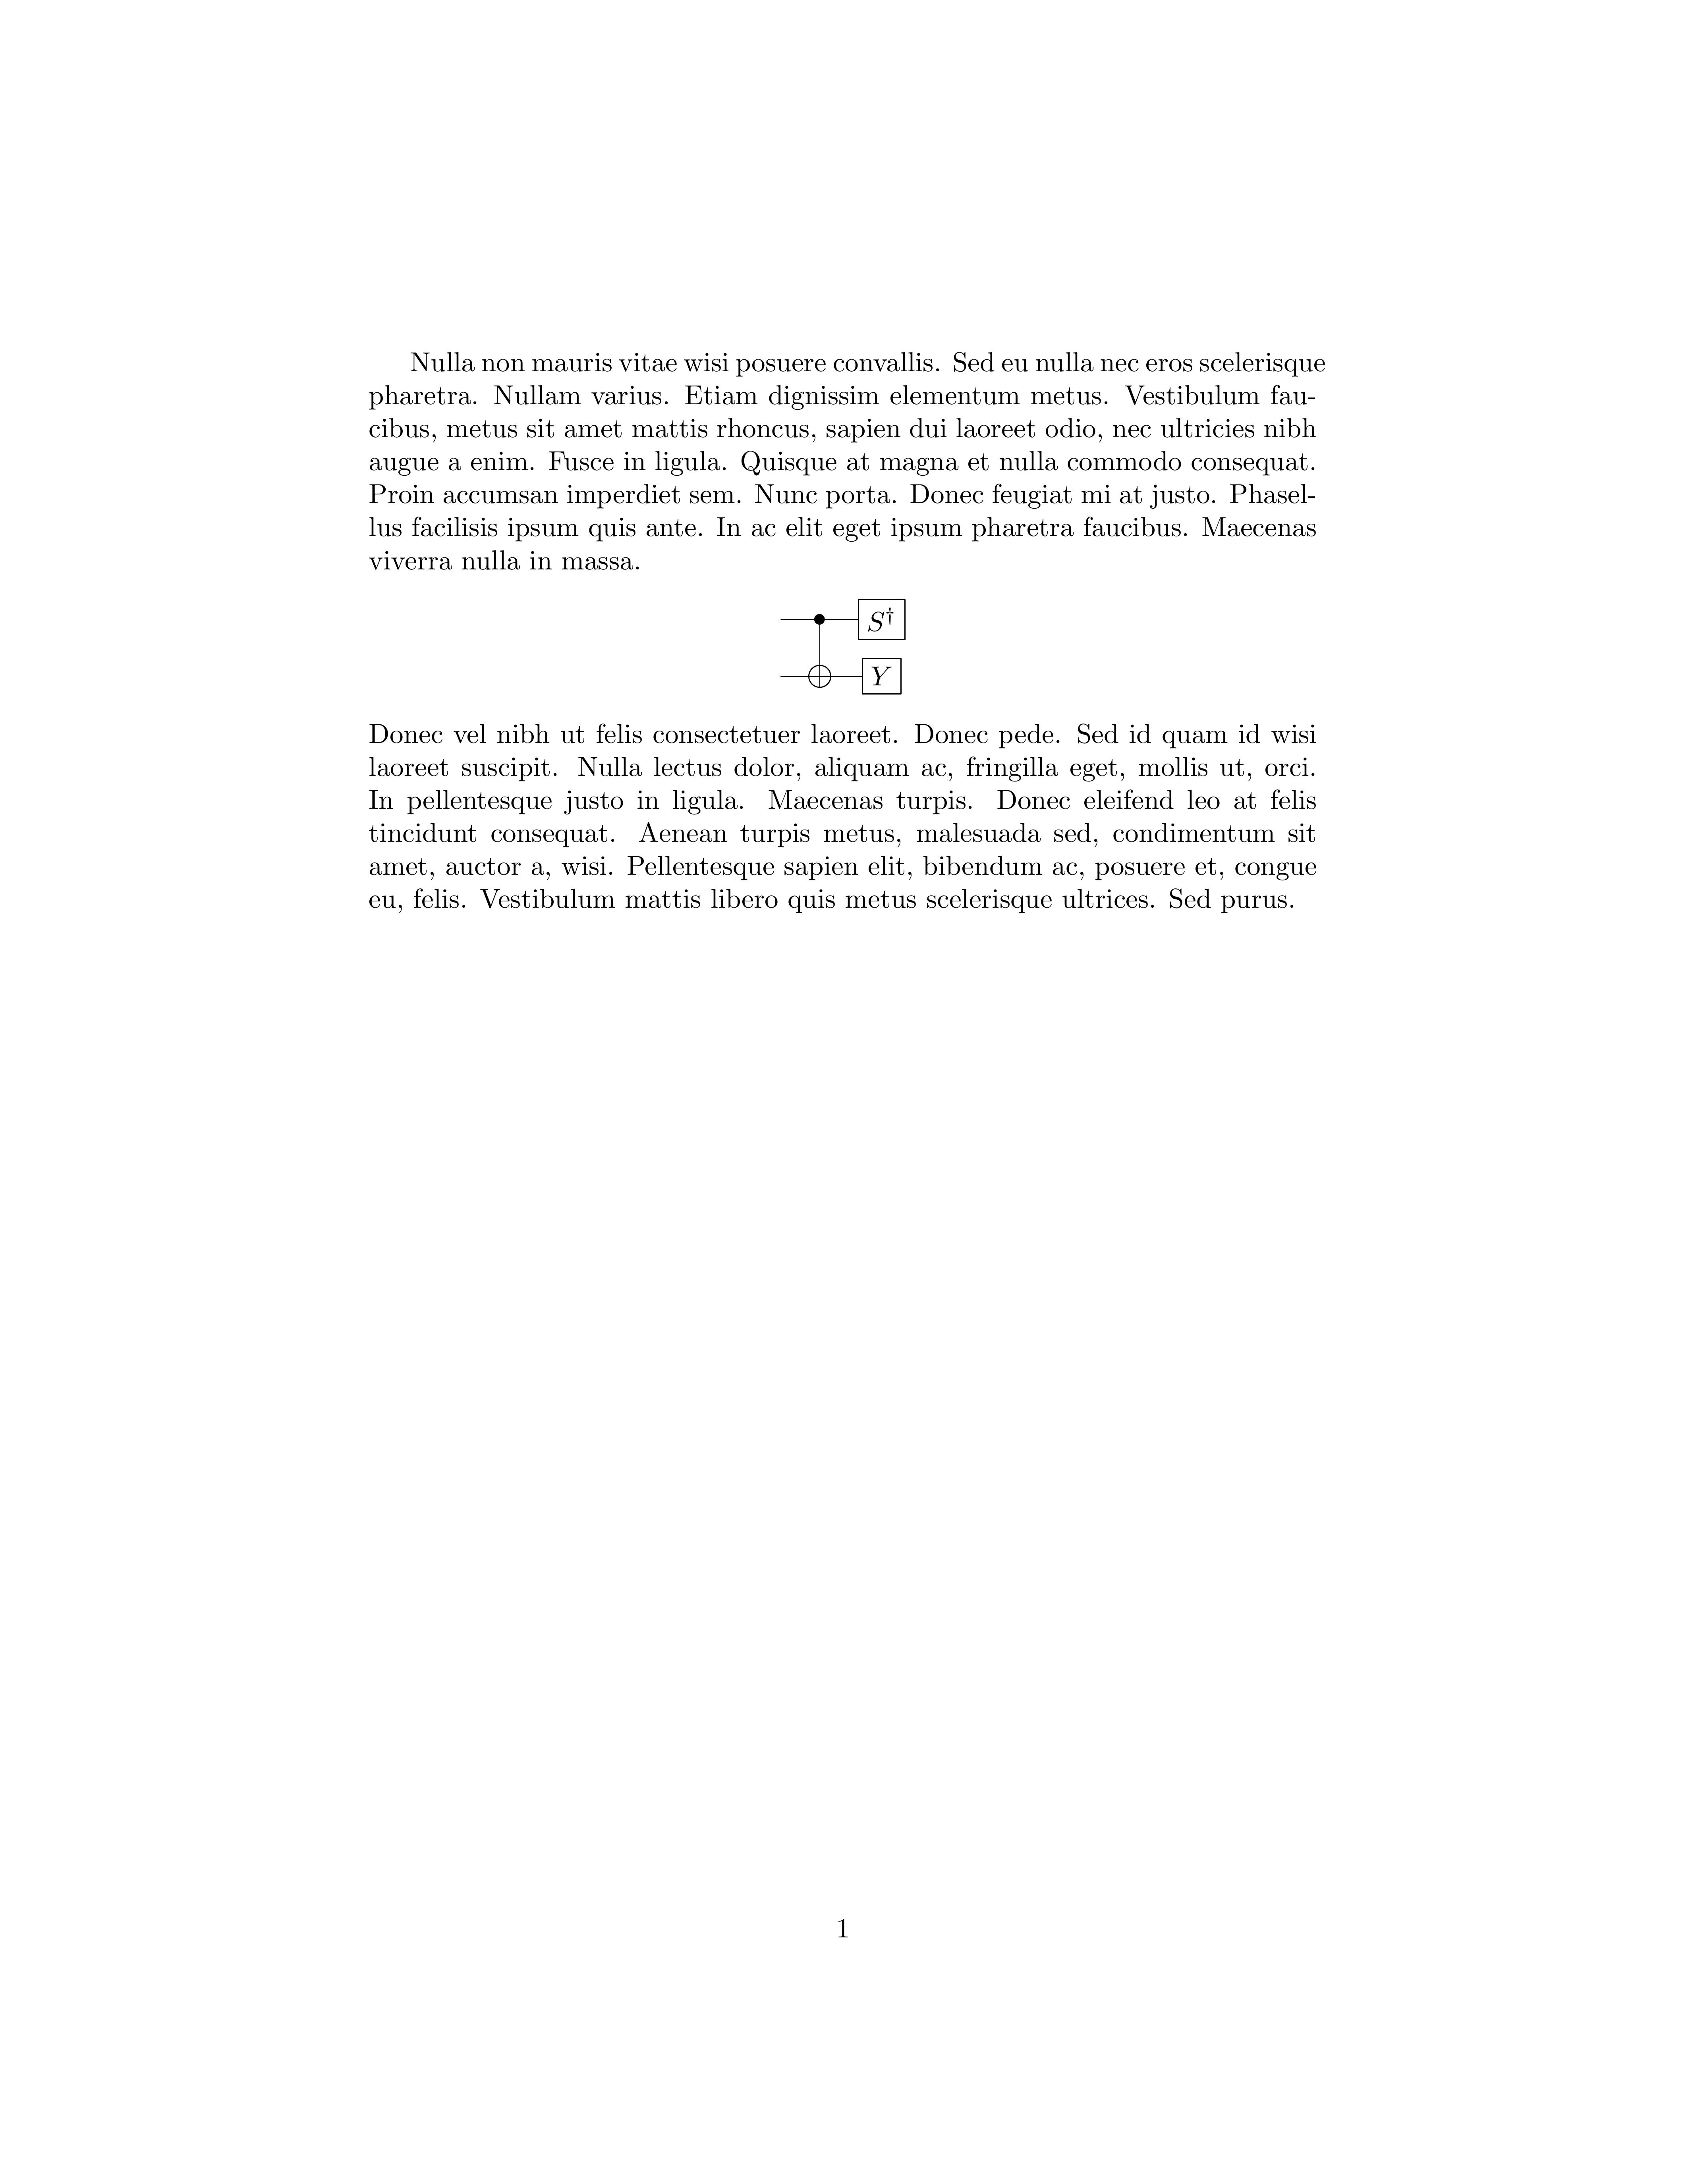 Nulla non mauris vitae wisi posuere convallis. Sed eu nulla nec eros scelerisque
pharetra. Nullam varius. Etiam dignissim elementum metus. Vestibulum fau-
cibus, metus sit amet mattis rhoncus, sapien dui laoreet odio, nec ultricies nibh
augue a enim. Fusce in ligula. Quisque at magna et nulla commodo consequat.
Proin accumsan imperdiet sem. Nunc porta. Donec feugiat mi at justo. Phasel-
lus facilisis ipsum quis ante. In ac elit eget ipsum pharetra faucibus. Maecenas
viverra nulla in massa.
S†
Y
Donec vel nibh ut felis consectetuer laoreet. Donec pede. Sed id quam id wisi
laoreet suscipit. Nulla lectus dolor, aliquam ac, fringilla eget, mollis ut, orci.
In pellentesque justo in ligula. Maecenas turpis. Donec eleifend leo at felis
tincidunt consequat. Aenean turpis metus, malesuada sed, condimentum sit
amet, auctor a, wisi. Pellentesque sapien elit, bibendum ac, posuere et, congue
eu, felis. Vestibulum mattis libero quis metus scelerisque ultrices. Sed purus.
1